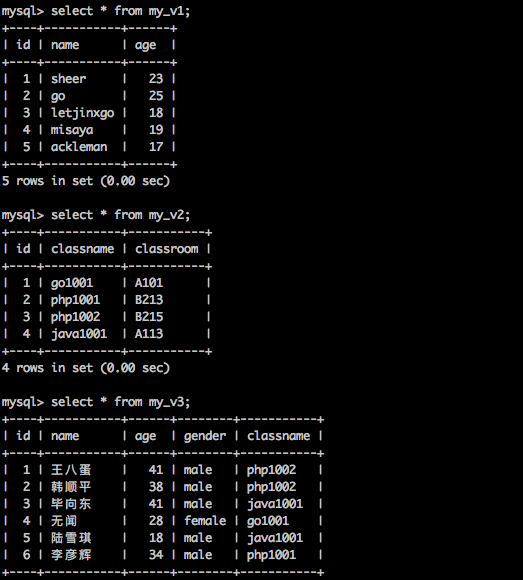 mysql> select * from my_v1;
+----+-----------+------+
| id | name      | age  |
+----+-----------+------+
|  1 | sheer     |   23 |
|  2 | go        |   25 |
|  3 | letjinxgo |   18 |
|  4 | misaya    |   19 |
|  5 | ackleman  |   17 |
+----+-----------+------+
5 rows in set (0.00 sec)
mysql> select * from my_v2;
+----+-----------+-----------+
| id | classname | classroom |
+----+-----------+-----------+
|  1 | go1001    | A101      |
|  2 | php1001   | B213      |
|  3 | php1002   | B215      |
|  4 | java1001  | A113      |
+----+-----------+-----------+
4 rows in set (0.00 sec)
mysql> select * from my_v3;
+----+-----------+------+--------+-----------+
| id | name      | age  | gender | classname |
+----+-----------+------+--------+-----------+
|  1 | 王八蛋    |   41 | male   | php1002   |
|  2 | 韩顺平    |   38 | male   | php1002   |
|  3 | 毕向东    |   41 | male   | java1001  |
|  4 | 无闻      |   28 | female | go1001    |
|  5 | 陆雪琪    |   18 | male   | java1001  |
|  6 | 李彦辉    |   34 | male   | php1001   |
+----+-----------+------+--------+-----------+